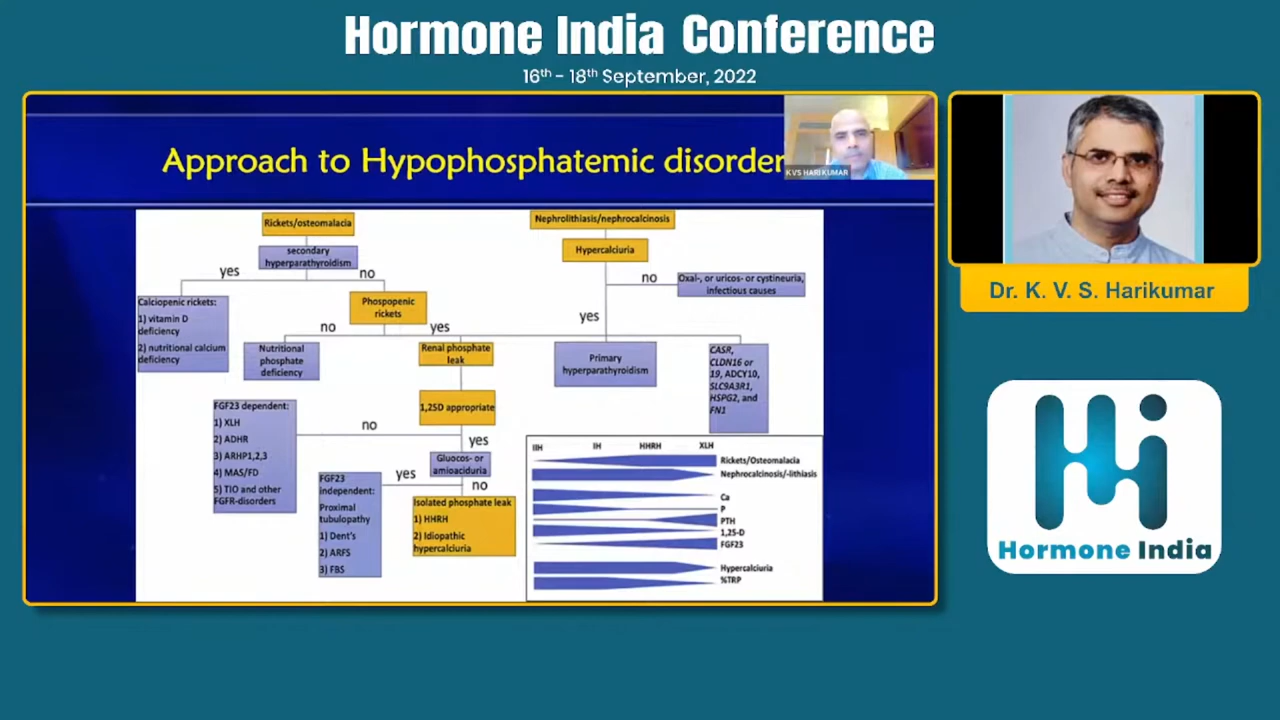 Hormone India Conference
16th - 18th September, 2022
Approach to Hypophosphatemic disorder
KVS HARIKUMAR
Rickets/osteomalacia
secondary
hyperparathyroidism
yes
no
Calciopenic rickets:
1) vitamin D
deficiency
2) nutritional calcium
deficiency
Phospopenic
rickets
no
yes
Nutritional
phosphate
deficiency
Renal phosphate
leak
1,25D appropriate
no
yes
FGF23 dependent:
1) XLH
2) ADHR
3) ARHP1,2,3
4) MAS/FD
5) TIO and other
FGFR-disorders
Glucos- or
amioaciduria
yes
no
FGF23
independent:
Proximal
tubulopathy
1) Dent's
2) ARFS
3) FBS
Isolated phosphate leak
1) HHRH
2) Idiopathic
hypercalciuria
Nephrolithiasis/nephrocalcinosis
Hypercalciuria
no
Oxal-, or uricos- or cystineuria,
infectious causes
yes
Primary
hyperparathyroidism
CASR,
CLDN16 or
19, ADCY10,
SLC9A3R1,
HSPG2, and
FN1
IIH IH HHRH XLH
Rickets/Osteomalacia
Nephrocalcinosis/-lithiasis
Ca
P
PTH
1,25-D
FGF23
Hypercalciuria
%TRP
Dr. K. V. S. Harikumar
Hi
Hormone India